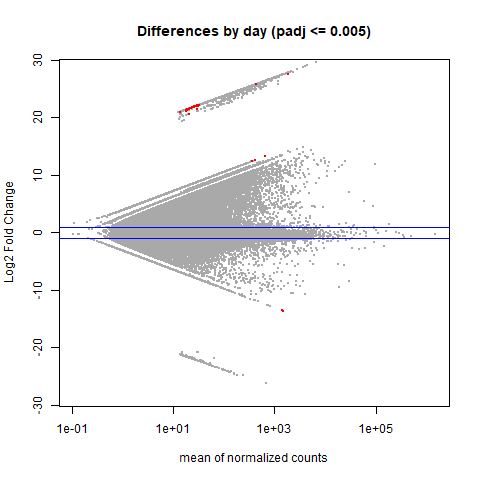 Differences by day (padj <= 0.005)
30
20
10
0
-10
-20
-30
Log2 Fold Change
1e-01
1e+01
1e+03
1e+05
mean of normalized counts